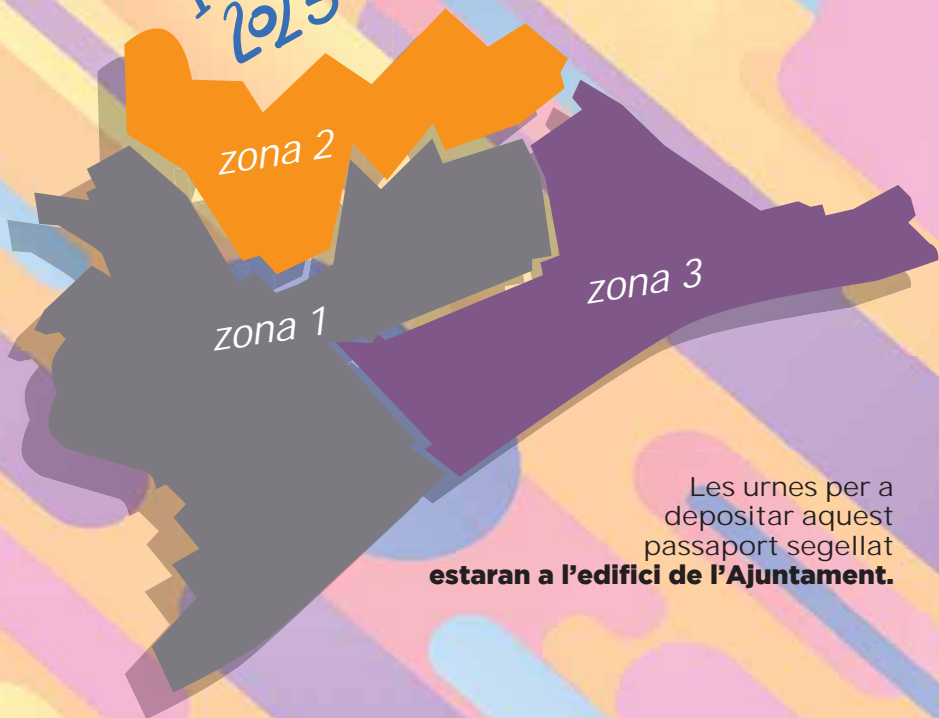 2025
zona 2
zona 3
zona 1
Les urnes per a
depositar aquest
passaport segellat
estaran a l’edifici de l’Ajuntament.